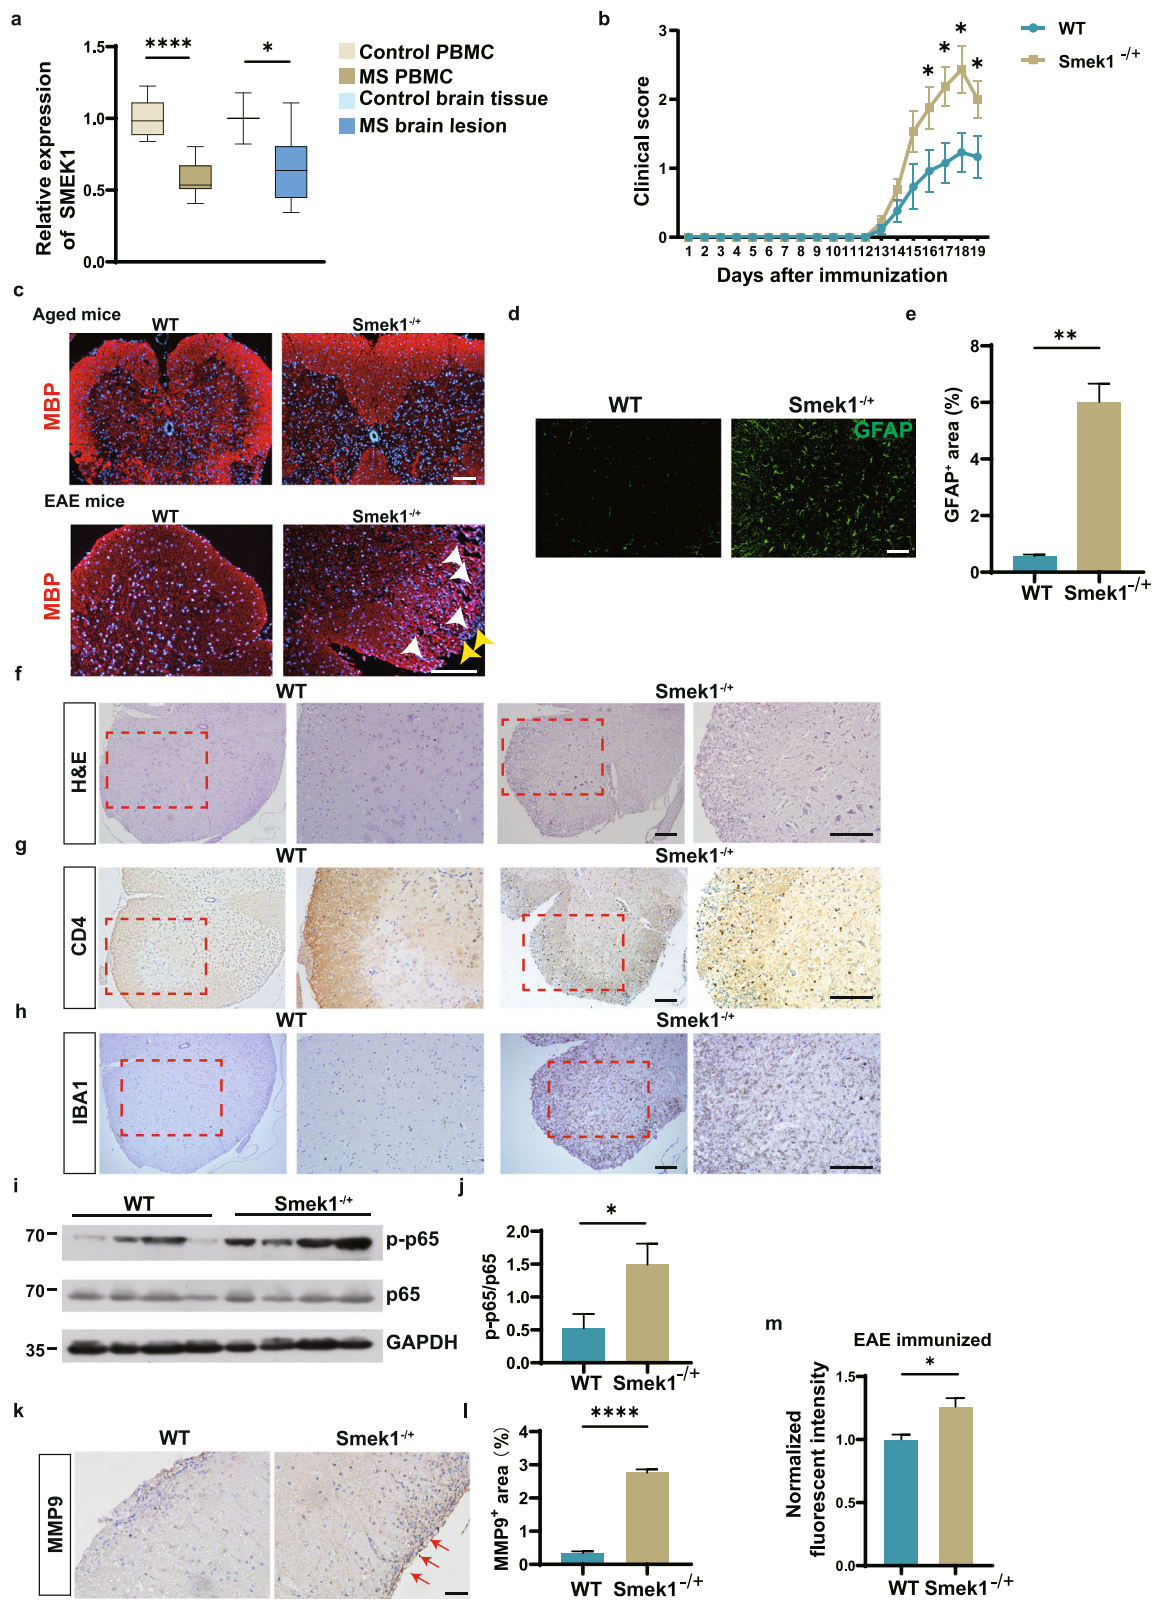 a
Relative expression
of SMEK1
1.5
1.0
0.5
0.0
****
*
Control PBMC
MS PBMC
Control brain tissue
MS brain lesion
b
Clinical score
3
2
1
0
* * * *
1 2 3 4 5 6 7 8 9 10 11 12 13 14 15 16 17 18 19
Days after immunization
WT
Smek1 -/+
c
Aged mice
WT
Smek1-/+
MBP
EAE mice
WT
Smek1-/+
MBP
d
WT
Smek1-/+
GFAP
e
GFAP+ area (%)
8
6
4
2
0
**
WT
Smek1-/+
f
WT
Smek1-/+
H&E
g
WT
Smek1-/+
CD4
h
WT
Smek1-/+
IBA1
i
WT
Smek1-/+
70
p-p65
70
p65
35
GAPDH
j
p-p65/p65
2.0
1.5
1.0
0.5
0.0
*
WT
Smek1-/+
k
WT
Smek1-/+
MMP9
l
MMP9+ area (%)
4
3
2
1
0
****
WT
Smek1-/+
m
EAE immunized
Normalized
fluorescent intensity
1.5
1.0
0.5
0.0
*
WT
Smek1-/+